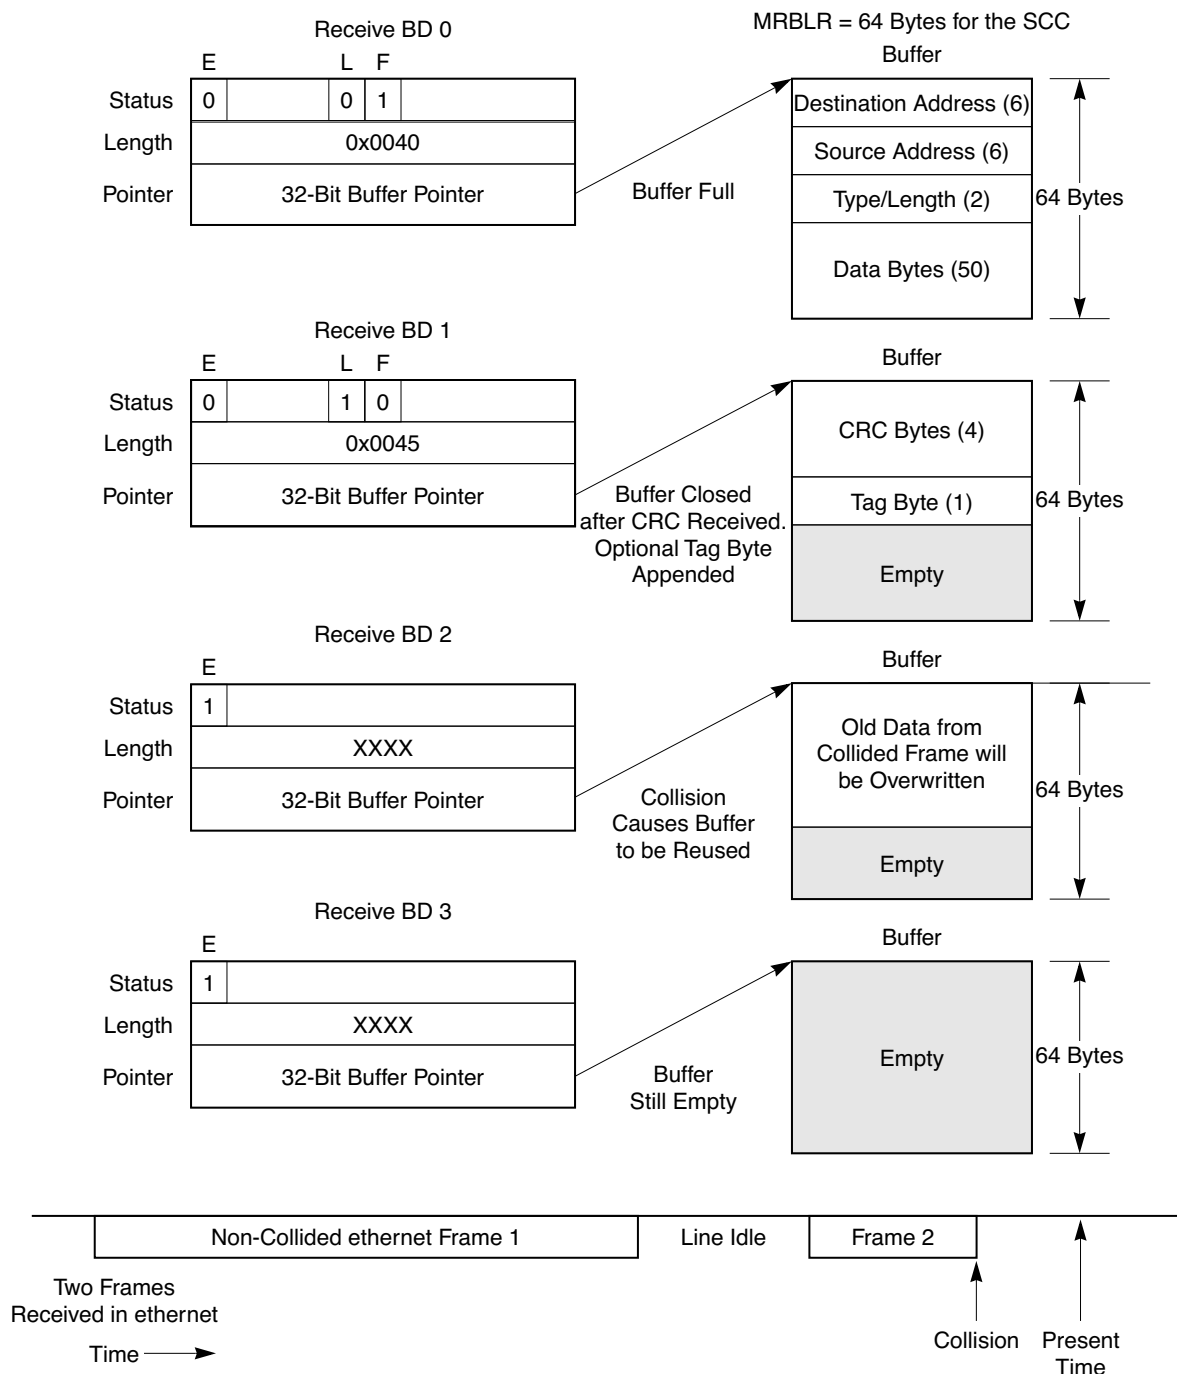 MRBLR = 64 Bytes for the SCC
Receive BD 0
Buffer
E L F
Status 0 0 1
Length 0x0040
Pointer 32-Bit Buffer Pointer
Buffer Full
Destination Address (6)
Source Address (6)
Type/Length (2)
Data Bytes (50)
64 Bytes
Receive BD 1
Buffer
E L F
Status 0 1 0
Length 0x0045
Pointer 32-Bit Buffer Pointer
Buffer Closed
after CRC Received.
Optional Tag Byte
Appended
CRC Bytes (4)
Tag Byte (1)
Empty
64 Bytes
Receive BD 2
Buffer
E
Status 1
Length XXXX
Pointer 32-Bit Buffer Pointer
Collision
Causes Buffer
to be Reused
Old Data from
Collided Frame will
be Overwritten
Empty
64 Bytes
Receive BD 3
Buffer
E
Status 1
Length XXXX
Pointer 32-Bit Buffer Pointer
Buffer
Still Empty
Empty
64 Bytes
Non-Collided ethernet Frame 1 Line Idle Frame 2
Two Frames
Received in ethernet
Time
Collision
Present
Time